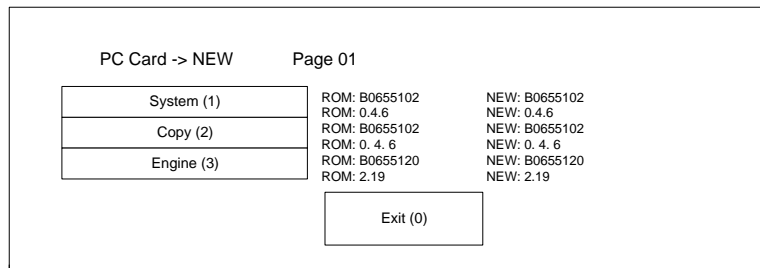 PC Card -> NEW Page 01
System (1) ROM: B0655102 NEW: B0655102
ROM: 0.4.6 NEW: 0.4.6
Copy (2) ROM: B0655102 NEW: B0655102
ROM: 0. 4. 6 NEW: 0. 4. 6
Engine (3) ROM: B0655120 NEW: B0655120
ROM: 2.19 NEW: 2.19
Exit (0)